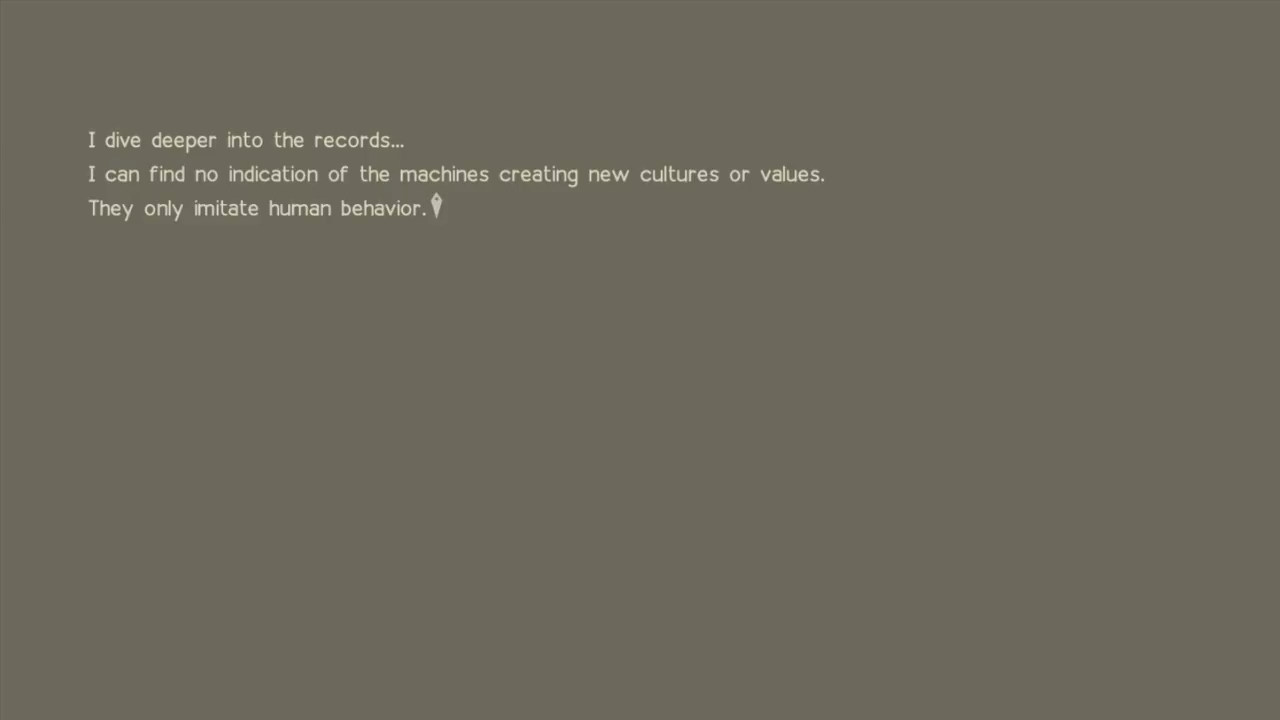 I dive deeper into the records...
I can find no indication of the machines creating new cultures or values.
They only imitate human behavior.